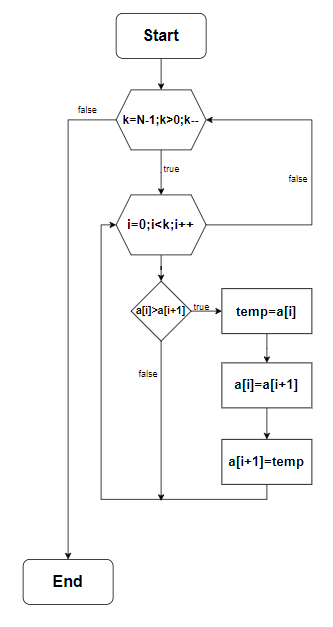 Start
false
k=N-1;k>0;k--
true
false
i=0;i<k;i++
a[i]>a[i+1]
true
temp=a[i]
false
a[i]=a[i+1]
a[i+1]=temp
End